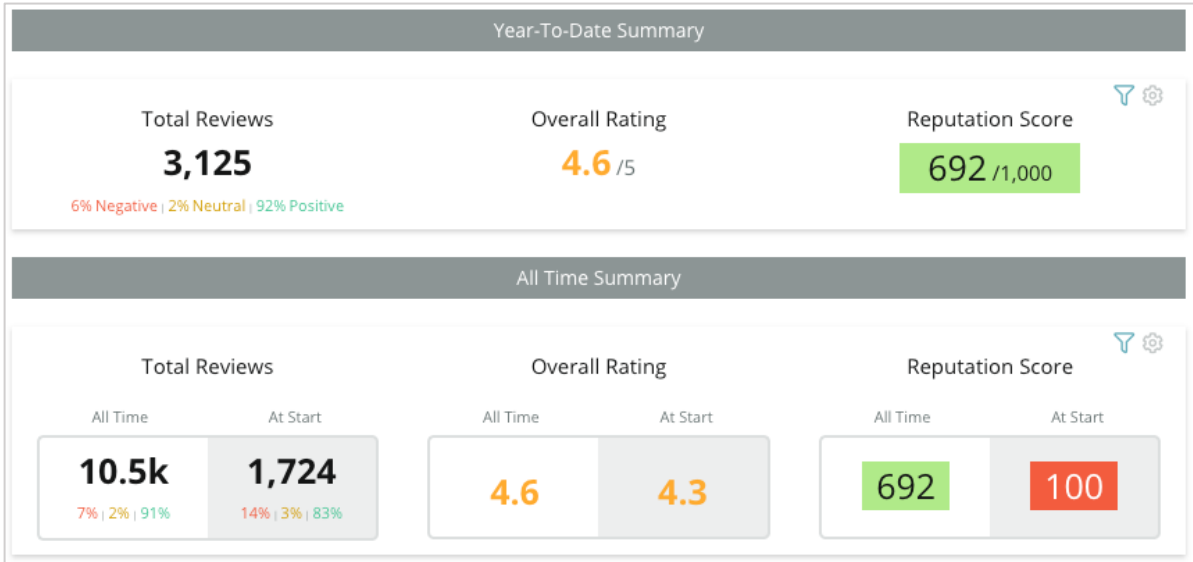 Year-To-Date Summary
Total Reviews
Overall Rating
Reputation Score
3,125
4.6 /5
692 /1,000
6% Negative | 2% Neutral | 92% Positive
All Time Summary
Total Reviews
Overall Rating
Reputation Score
All Time At Start
All Time At Start
All Time At Start
10.5k 1,724
4.6 4.3
692 100
7% | 2% | 91% 14% | 3% | 83%